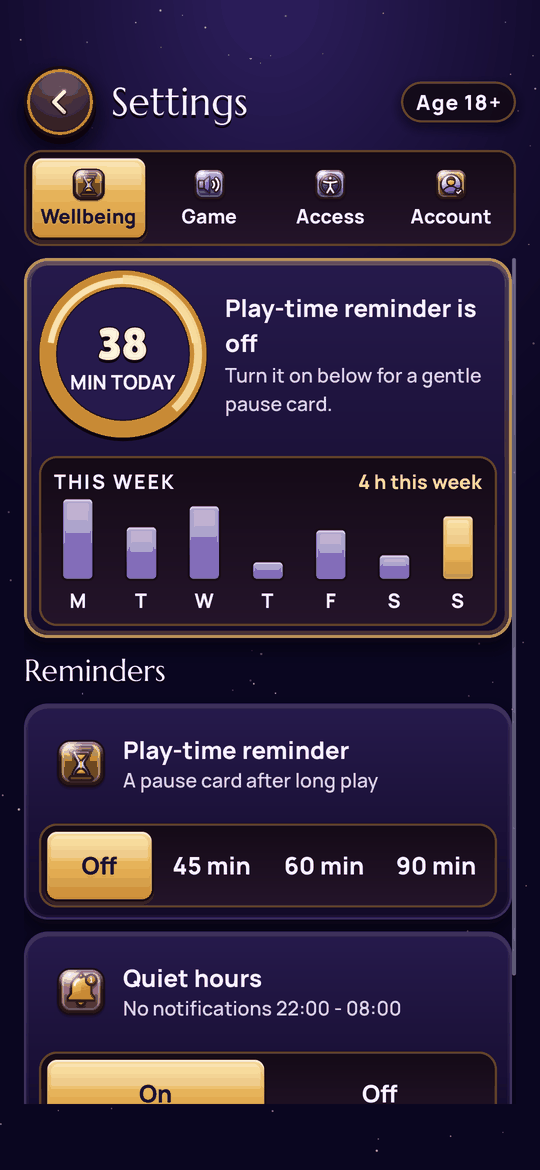 Settings
Age 18+
Wellbeing
Game
Access
Account
38
MIN TODAY
Play-time reminder is
off
Turn it on below for a gentle
pause card.
THIS WEEK
4 h this week
M T W T F S S
Reminders
Play-time reminder
A pause card after long play
Off
45 min
60 min
90 min
Quiet hours
No notifications 22:00 - 08:00
On
Off